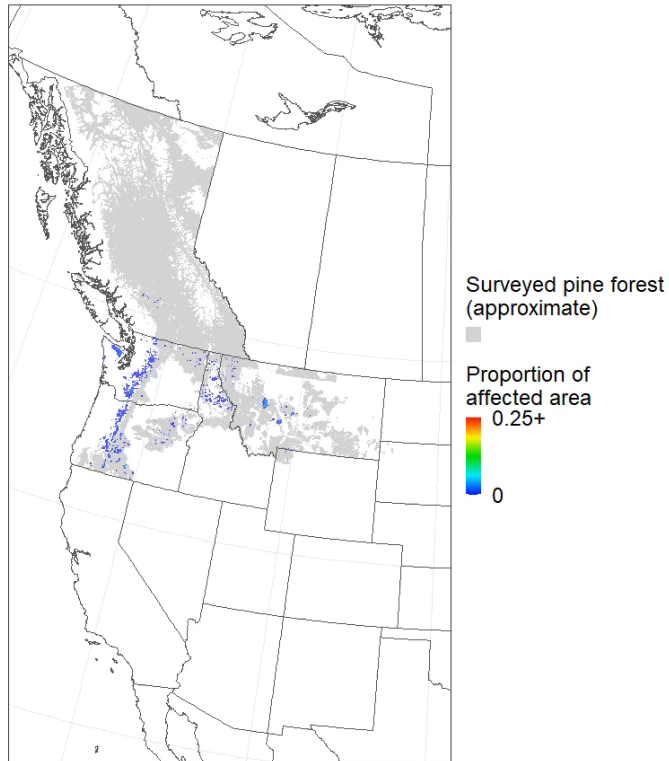 Surveyed pine forest
(approximate)
Proportion of
affected area
0.25+
0